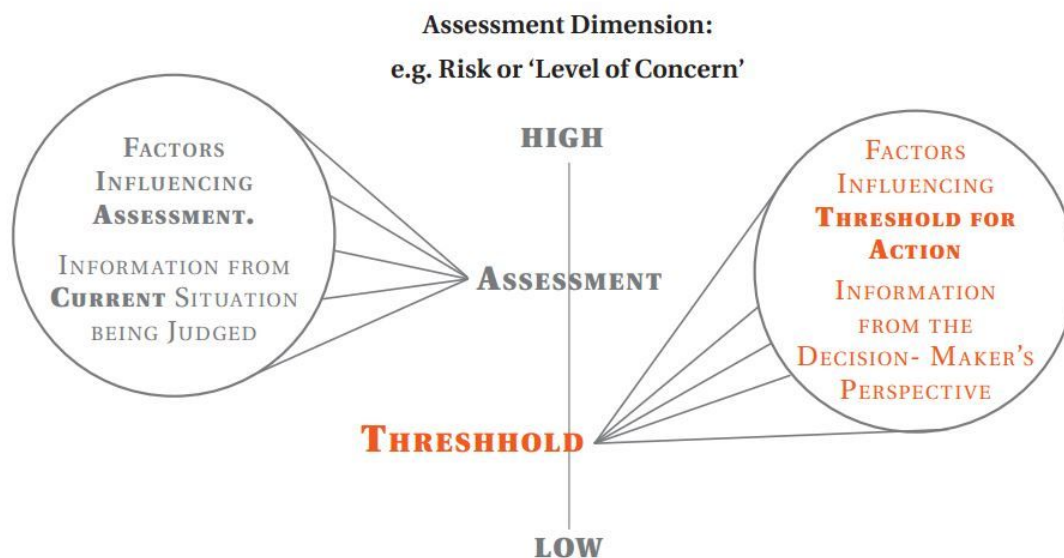 Assessment Dimension:
e.g. Risk or ‘Level of Concern’
HIGH
FACTORS
INFLUENCING
ASSESSMENT.
INFORMATION FROM
CURRENT SITUATION
BEING JUDGED
ASSESSMENT
FACTORS
INFLUENCING
THRESHOLD FOR
ACTION
INFORMATION
FROM THE
DECISION- MAKER’S
PERSPECTIVE
THRESHHOLD
LOW